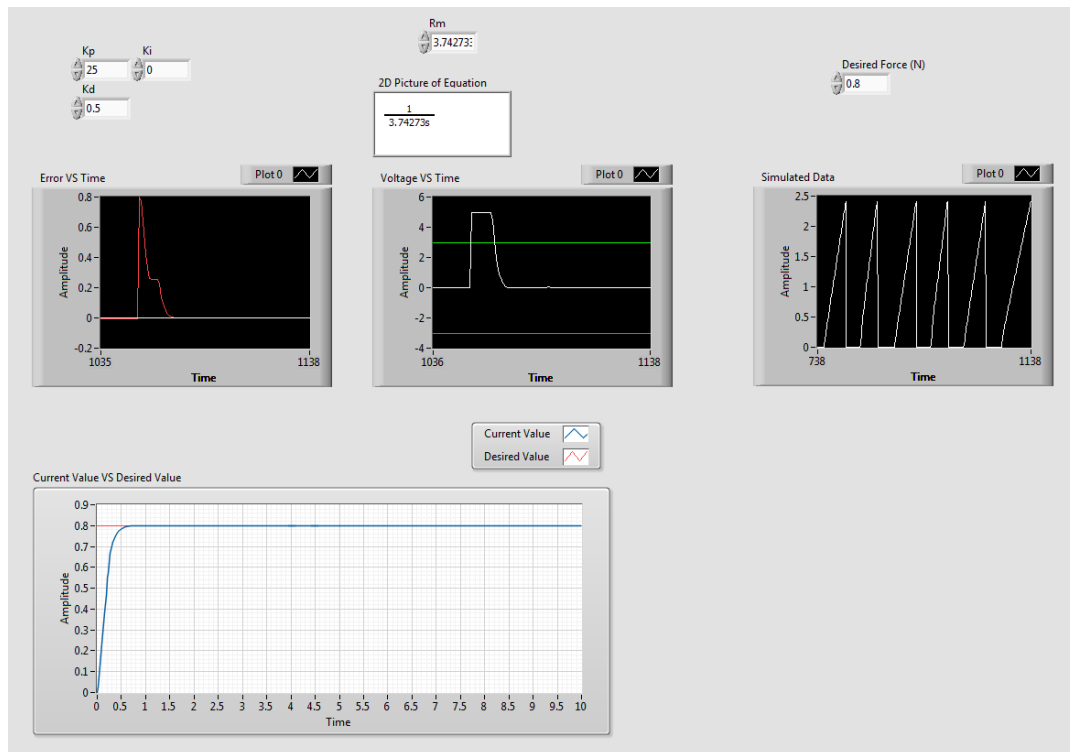 Rm
3.74273
Kp
Ki
25
0
Kd
0.5
Desired Force (N)
0.8
2D Picture of Equation
1
3.74273s
Error VS Time
Plot 0
0.8
0.6
0.4
0.2
0
-0.2
Amplitude
1035
1138
Time
Voltage VS Time
Plot 0
6
4
2
0
-2
-4
Amplitude
1036
1138
Time
Simulated Data
Plot 0
2.5
2
1.5
1
0.5
0
Amplitude
738
1138
Time
Current Value
Desired Value
Current Value VS Desired Value
0.9
0.8
0.7
0.6
0.5
0.4
0.3
0.2
0.1
0
Amplitude
0 0.5 1 1.5 2 2.5 3 3.5 4 4.5 5 5.5 6 6.5 7 7.5 8 8.5 9 9.5 10
Time